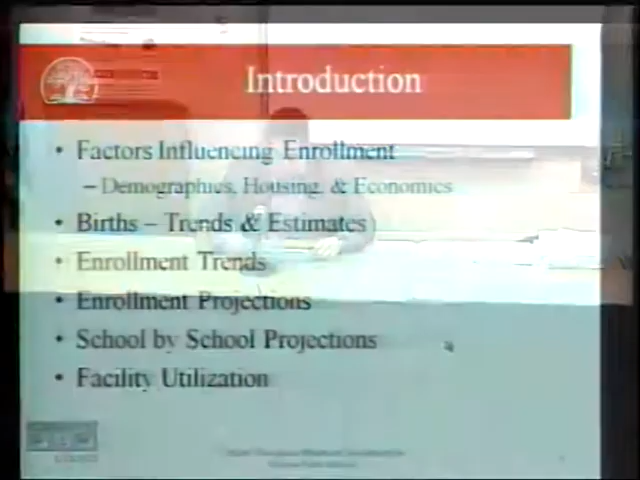 Introduction
• Factors Influencing Enrollment
– Demographics, Housing, & Economics
• Births – Trends & Estimates
• Enrollment Trends
• Enrollment Projections
• School by School Projections
• Facility Utilization